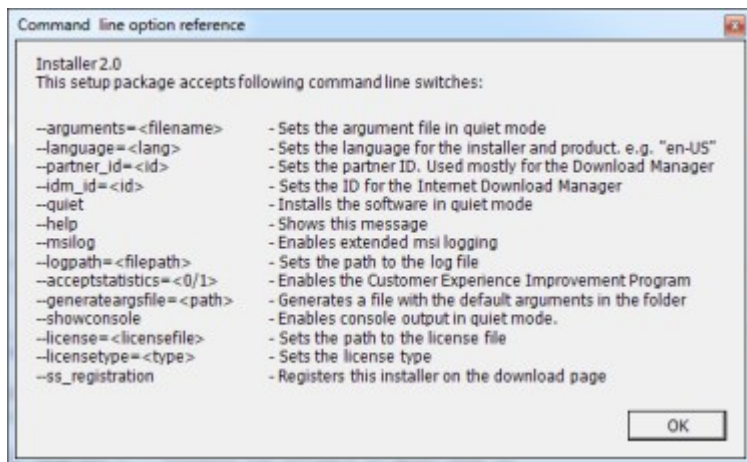 Command line option reference
Installer 2.0
This setup package accepts following command line switches:
--arguments=<filename> - Sets the argument file in quiet mode
--language=<lang> - Sets the language for the installer and product. e.g. "en-US"
--partner_id=<id> - Sets the partner ID. Used mostly for the Download Manager
--idm_id=<id> - Sets the ID for the Internet Download Manager
--quiet - Installs the software in quiet mode
--help - Shows this message
--msilog - Enables extended msi logging
--logpath=<filepath> - Sets the path to the log file
--acceptstatistics=<0/1> - Enables the Customer Experience Improvement Program
--generateargsfile=<path> - Generates a file with the default arguments in the folder
--showconsole - Enables console output in quiet mode.
--license=<licensefile> - Sets the path to the license file
--licensetype=<type> - Sets the license type
--ss_registration - Registers this installer on the download page
OK